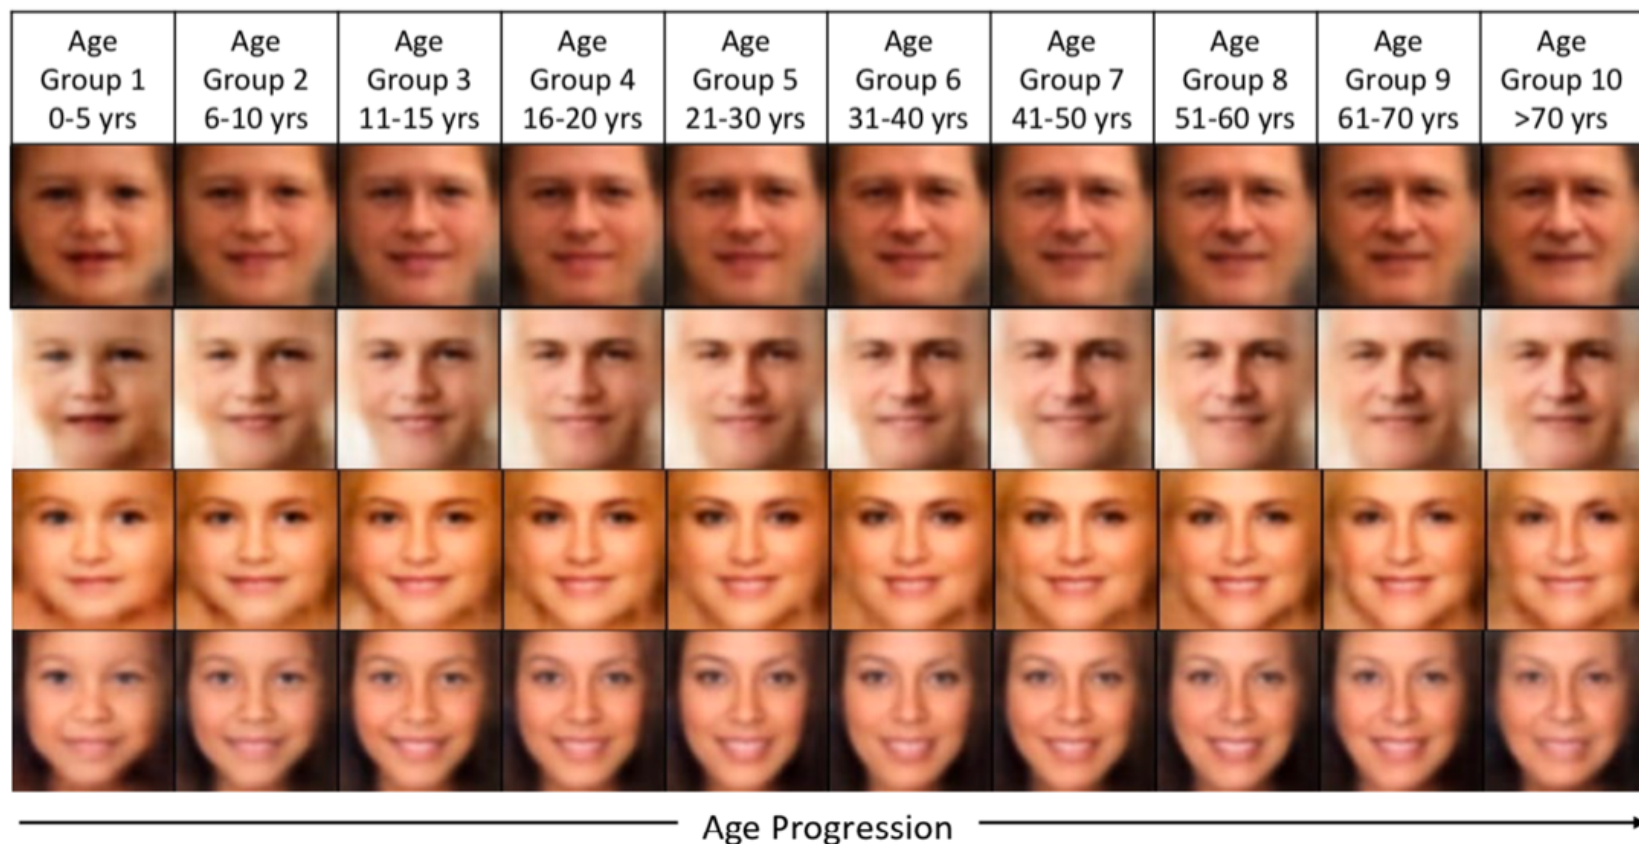 Age
Group 1
0-5 yrs
Age
Group 2
6-10 yrs
Age
Group 3
11-15 yrs
Age
Group 4
16-20 yrs
Age
Group 5
21-30 yrs
Age
Group 6
31-40 yrs
Age
Group 7
41-50 yrs
Age
Group 8
51-60 yrs
Age
Group 9
61-70 yrs
Age
Group 10
>70 yrs
Age Progression